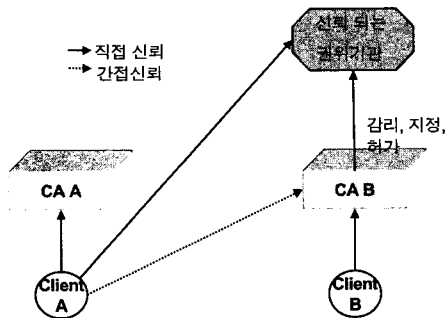 신뢰 되는
권위기관
직접 신뢰
간접신뢰
감리, 지정,
허가
CA A
CA B
Client
A
Client
B